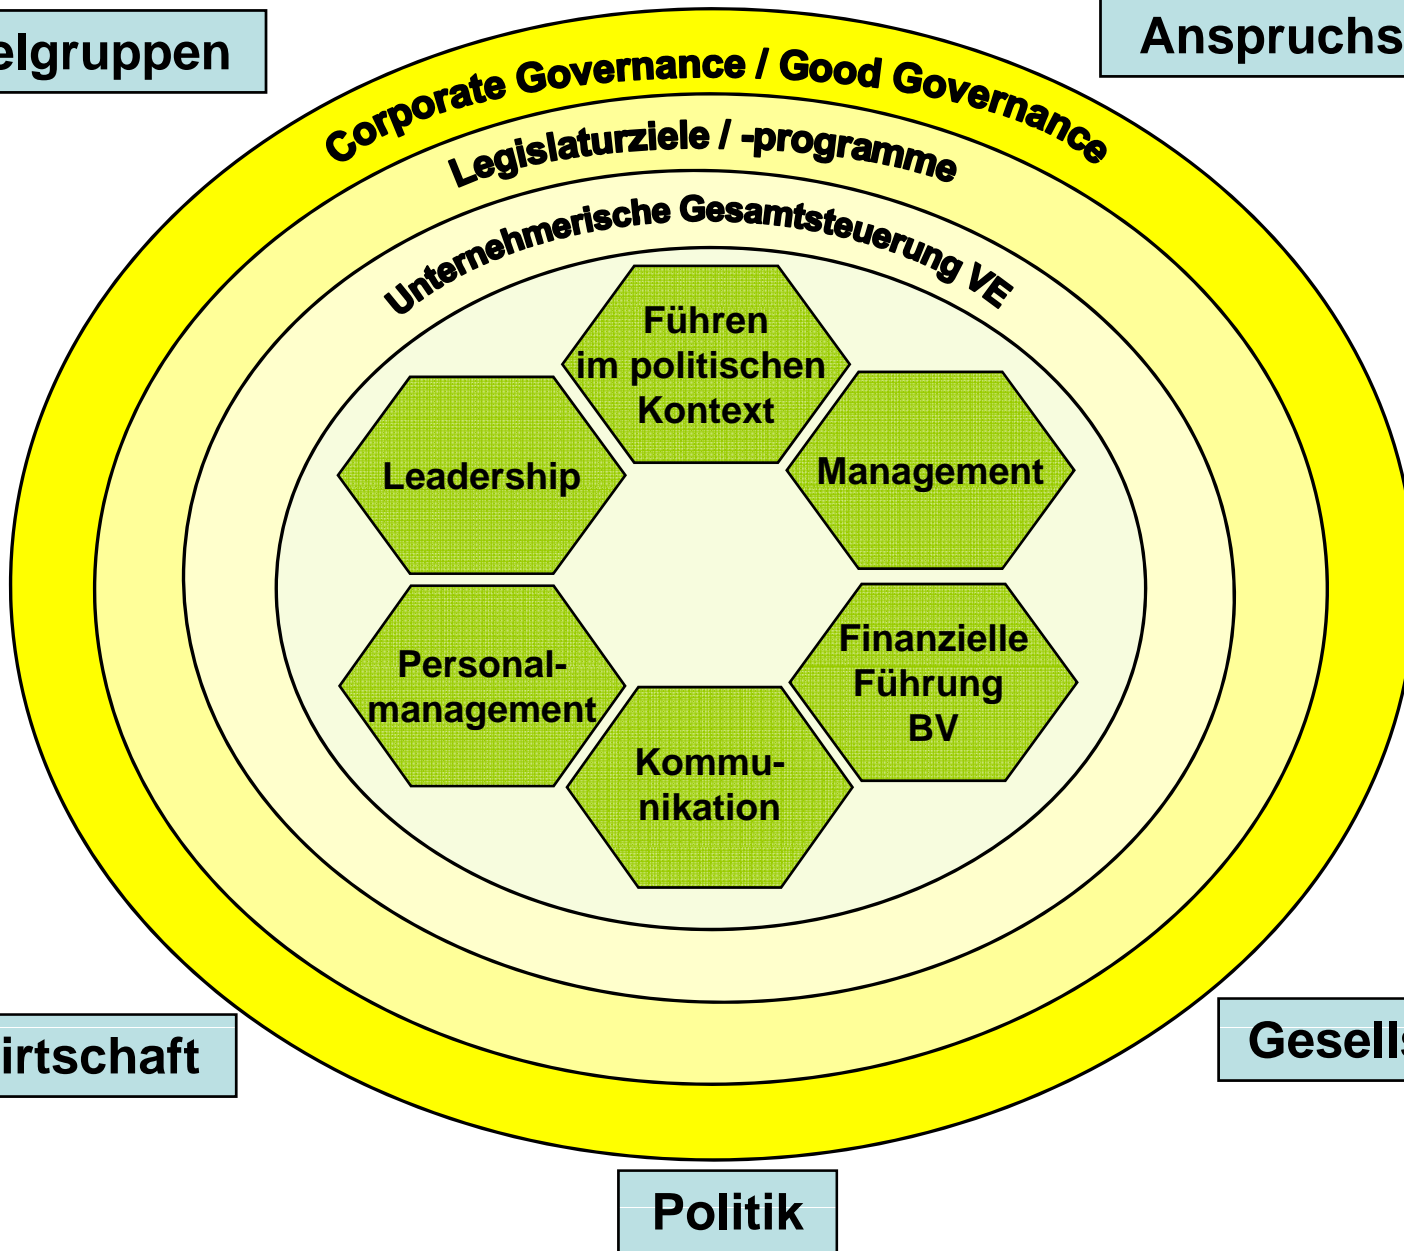 elgruppen
Anspruchs
Corporate Governance / Good Governance
Legislaturziele / -programme
Unternehmerische Gesamtsteuerung VE
Führen
im politischen
Kontext
Leadership
Management
Personal-
management
Finanzielle
Führung
BV
Kommu-
nikation
irtschaft
Gesells
Politik